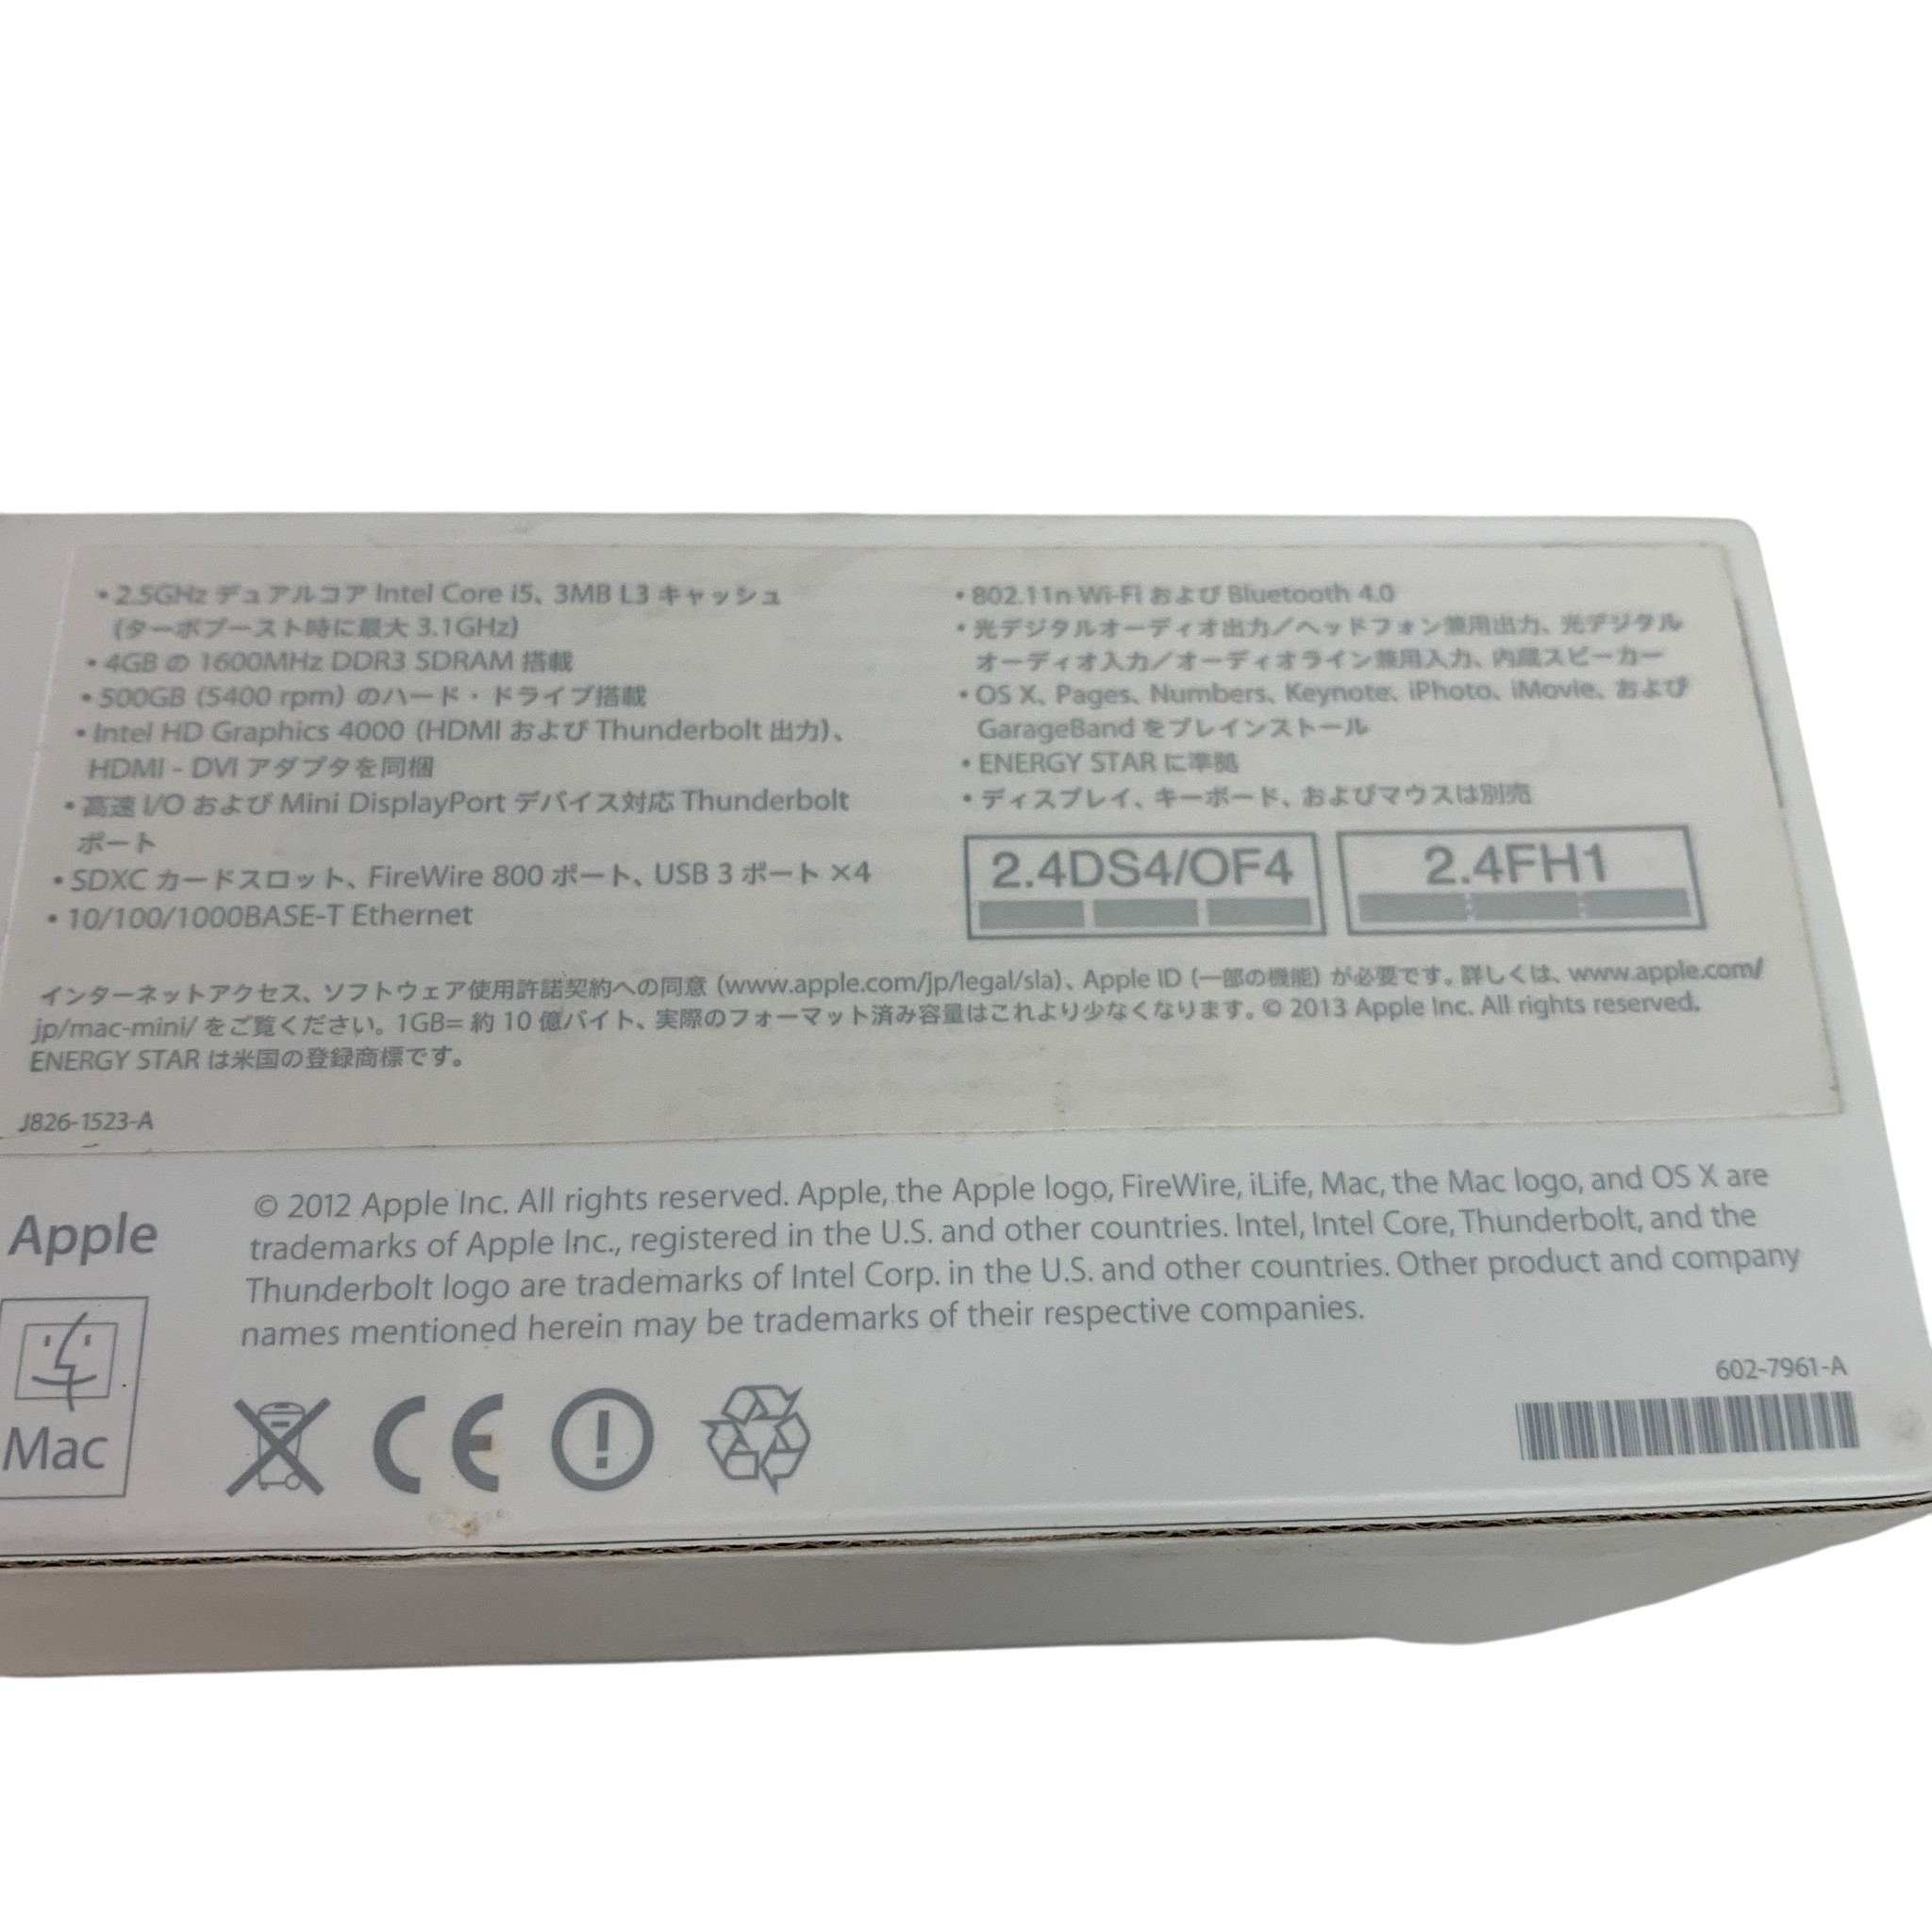 • 2.5GHz デュアルコア Intel Core i5、3MB L3 キャッシュ
(ターボブースト時に最大 3.1GHz)
• 4GB の 1600MHz DDR3 SDRAM 搭載
• 500GB (5400 rpm) のハード・ドライブ搭載
• Intel HD Graphics 4000 (HDMI および Thunderbolt 出力)、
HDMI - DVI アダプタを同梱
• 高速 I/O および Mini DisplayPort デバイス対応 Thunderbolt
ポート
• SDXC カードスロット、FireWire 800 ポート、USB 3 ポート ×4
• 10/100/1000BASE-T Ethernet
• 802.11n Wi-Fi および Bluetooth 4.0
• 光デジタルオーディオ出力／ヘッドフォン兼用出力、光デジタル
オーディオ入力／オーディオライン兼用入力、内蔵スピーカー
• OS X、Pages、Numbers、Keynote、iPhoto、iMovie、および
GarageBand をプレインストール
• ENERGY STAR に準拠
• ディスプレイ、キーボード、およびマウスは別売
2.4DS4/OF4
2.4FH1
インターネットアクセス、ソフトウェア使用許諾契約への同意 (www.apple.com/jp/legal/sla)、Apple ID (一部の機能) が必要です。詳しくは、www.apple.com/
jp/mac-mini/ をご覧ください。1GB= 約 10 億バイト、実際のフォーマット済み容量はこれより少なくなります。© 2013 Apple Inc. All rights reserved.
ENERGY STAR は米国の登録商標です。
J826-1523-A
Apple
Mac
© 2012 Apple Inc. All rights reserved. Apple, the Apple logo, FireWire, iLife, Mac, the Mac logo, and OS X are
trademarks of Apple Inc., registered in the U.S. and other countries. Intel, Intel Core, Thunderbolt, and the
Thunderbolt logo are trademarks of Intel Corp. in the U.S. and other countries. Other product and company
names mentioned herein may be trademarks of their respective companies.
CE
602-7961-A